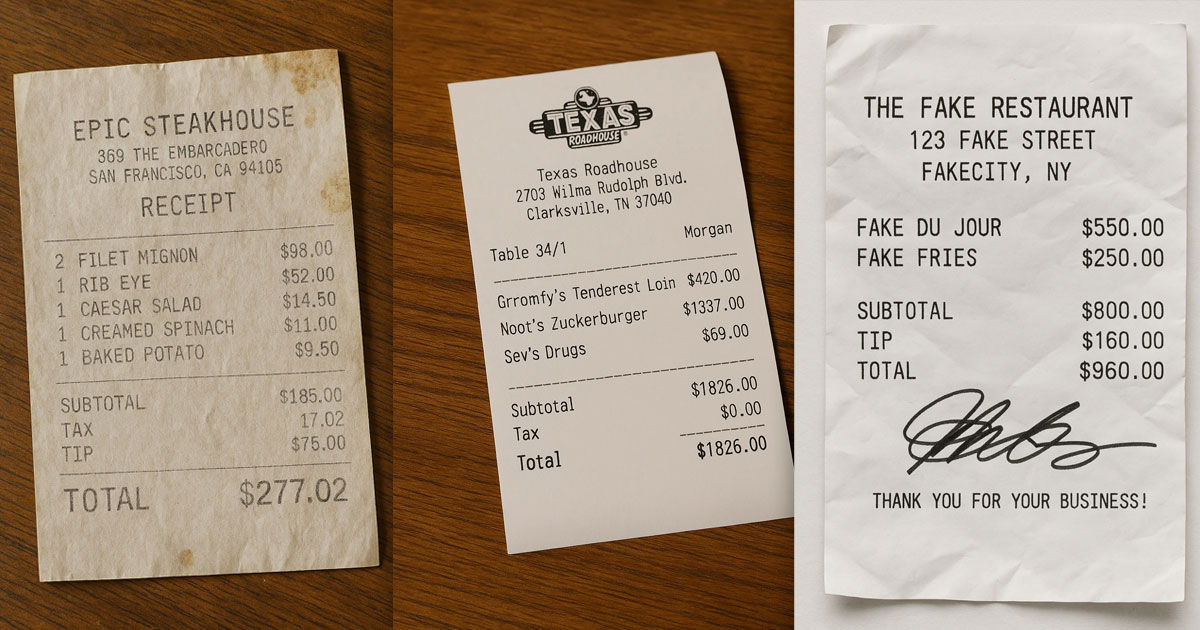 EPIC STEAKHOUSE
369 THE EMBARCADERO
SAN FRANCISCO, CA 94105
RECEIPT
2 FILET MIGNON $98.00
1 RIB EYE $52.00
1 CAESAR SALAD $14.50
1 CREAMED SPINACH $11.00
1 BAKED POTATO $9.50
SUBTOTAL $185.00
TAX 17.02
TIP $75.00
TOTAL $277.02
TEXAS
ROADHOUSE
Texas Roadhouse
2703 Wilma Rudolph Blvd.
Clarksville, TN 37040
Table 34/1 Morgan
Grromfy's Tenderest Loin $420.00
Noot's Zuckerburger $1337.00
Sev's Drugs $69.00
Subtotal $1826.00
Tax $0.00
Total $1826.00
THE FAKE RESTAURANT
123 FAKE STREET
FAKECITY, NY
FAKE DU JOUR $550.00
FAKE FRIES $250.00
SUBTOTAL $800.00
TIP $160.00
TOTAL $960.00
THANK YOU FOR YOUR BUSINESS!